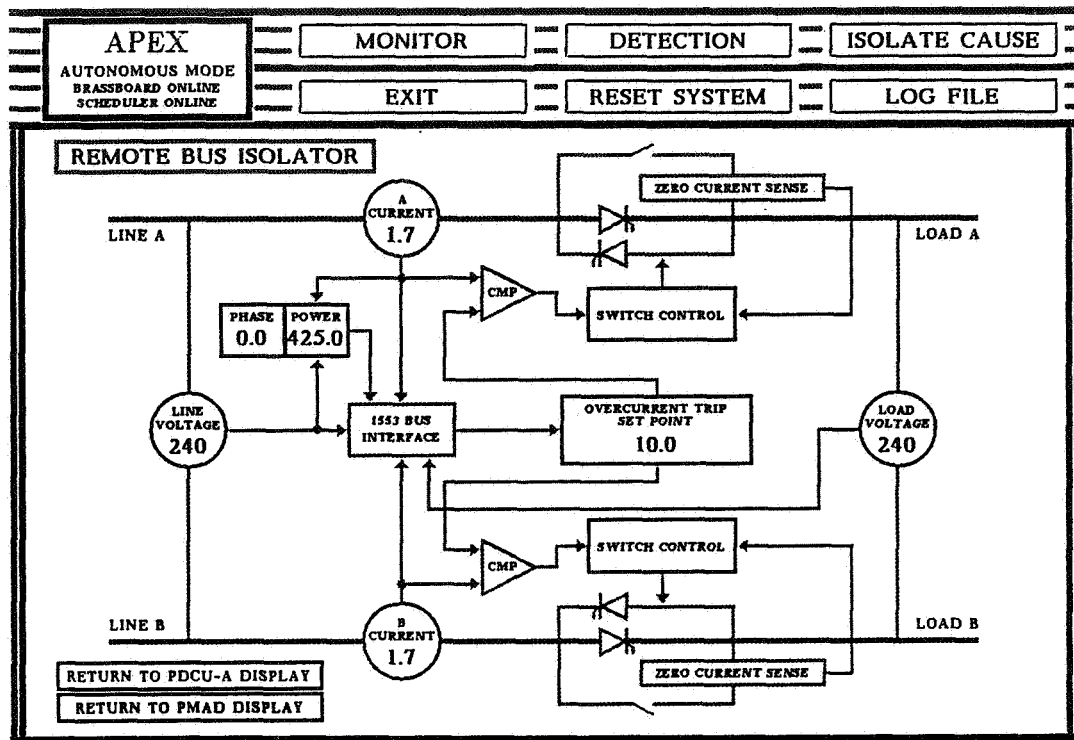 APEX
AUTONOMOUS MODE
BRASSBOARD ONLINE
SCHEDULER ONLINE
MONITOR
DETECTION
ISOLATE CAUSE
EXIT
RESET SYSTEM
LOG FILE
REMOTE BUS ISOLATOR
A
CURRENT
1.7
ZERO CURRENT SENSE
LINE A
LOAD A
CMP
SWITCH CONTROL
PHASE
0.0
POWER
425.0
LINE
VOLTAGE
240
1553 BUS
INTERFACE
OVERCURRENT TRIP
SET POINT
10.0
LOAD
VOLTAGE
240
SWITCH CONTROL
CMP
LINE B
B
CURRENT
1.7
LOAD B
ZERO CURRENT SENSE
RETURN TO PDCU-A DISPLAY
RETURN TO PMAD DISPLAY